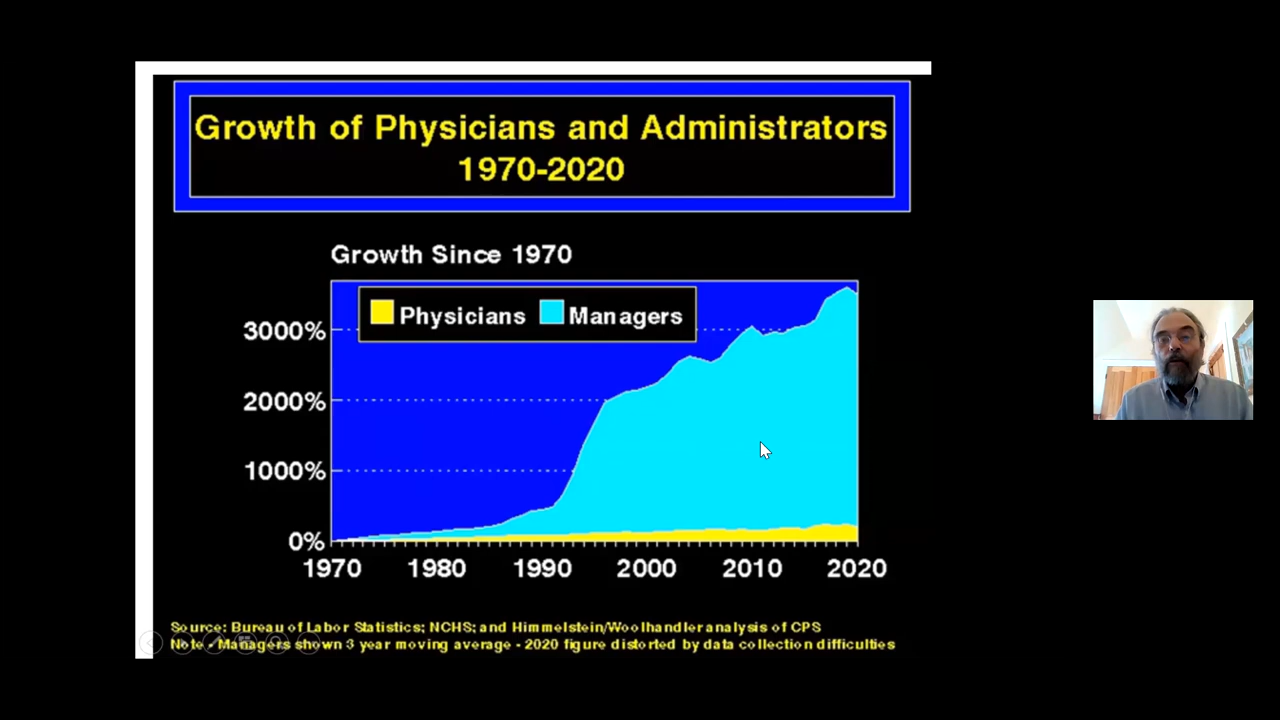 Growth of Physicians and Administrators
1970-2020
Growth Since 1970
Physicians
Managers
3000%
2000%
1000%
0%
1970 1980 1990 2000 2010 2020
Source: Bureau of Labor Statistics; NCHS; and Himmelstein/Woolhandler analysis of CPS
Note - Managers shown 3 year moving average - 2020 figure distorted by data collection difficulties